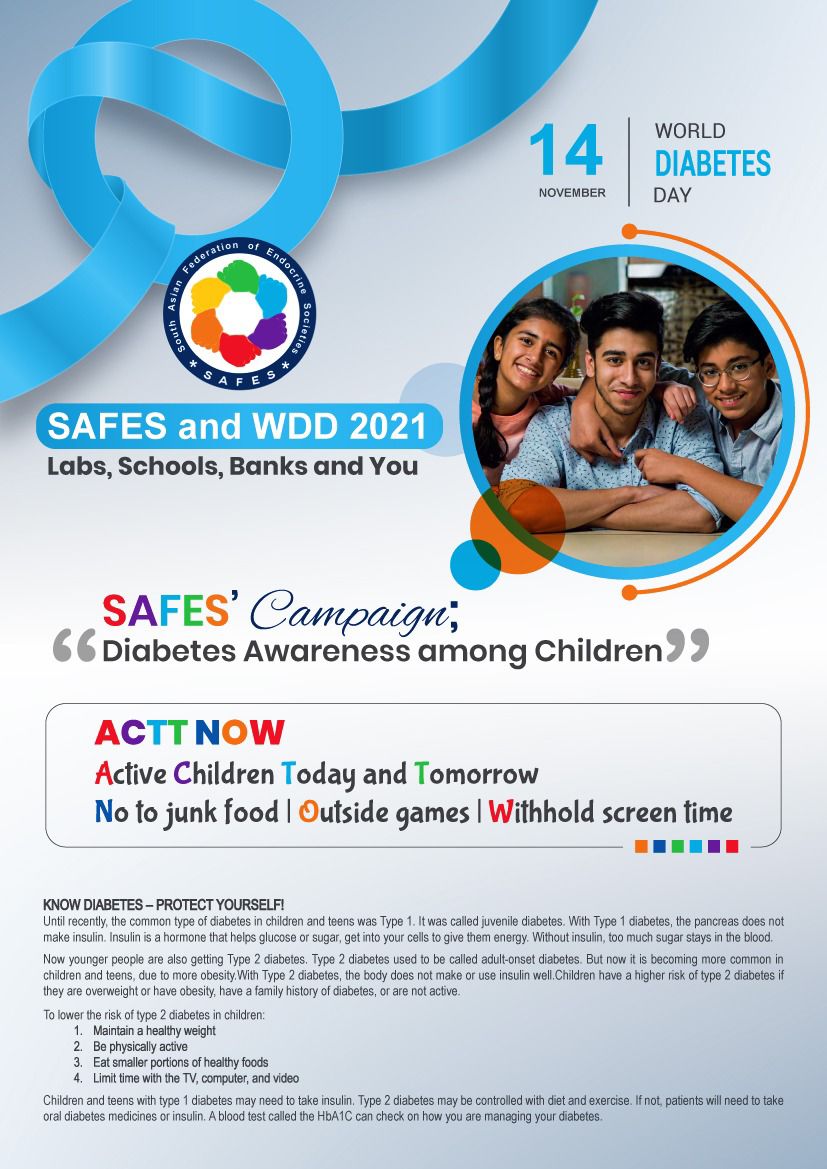 14
NOVEMBER
WORLD
DIABETES
DAY
South Asian Federation of Endocrine Societies
* SAFES *
SAFES and WDD 2021
Labs, Schools, Banks and You
SAFES’ Campaign;
“Diabetes Awareness among Children”
ACTT NOW
Active Children Today and Tomorrow
No to junk food | Outside games | Withhold screen time
KNOW DIABETES – PROTECT YOURSELF!
Until recently, the common type of diabetes in children and teens was Type 1. It was called juvenile diabetes. With Type 1 diabetes, the pancreas does not
make insulin. Insulin is a hormone that helps glucose or sugar, get into your cells to give them energy. Without insulin, too much sugar stays in the blood.
Now younger people are also getting Type 2 diabetes. Type 2 diabetes used to be called adult-onset diabetes. But now it is becoming more common in
children and teens, due to more obesity.With Type 2 diabetes, the body does not make or use insulin well.Children have a higher risk of type 2 diabetes if
they are overweight or have obesity, have a family history of diabetes, or are not active.
To lower the risk of type 2 diabetes in children:
1. Maintain a healthy weight
2. Be physically active
3. Eat smaller portions of healthy foods
4. Limit time with the TV, computer, and video
Children and teens with type 1 diabetes may need to take insulin. Type 2 diabetes may be controlled with diet and exercise. If not, patients will need to take
oral diabetes medicines or insulin. A blood test called the HbA1C can check on how you are managing your diabetes.